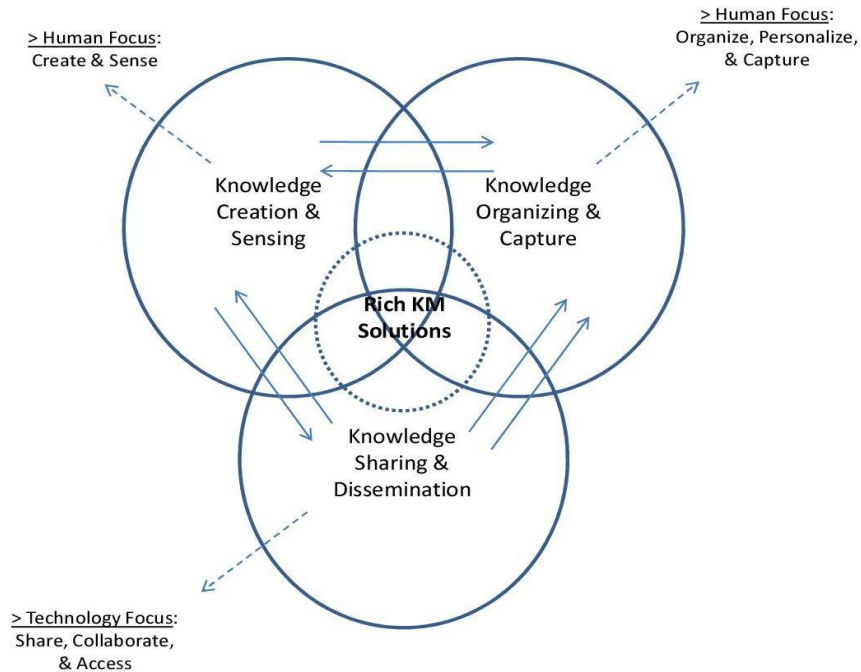 > Human Focus:
Create & Sense
> Human Focus:
Organize, Personalize,
& Capture
Knowledge
Creation &
Sensing
Knowledge
Organizing &
Capture
Rich KM
Solutions
Knowledge
Sharing &
Dissemination
> Technology Focus:
Share, Collaborate,
& Access